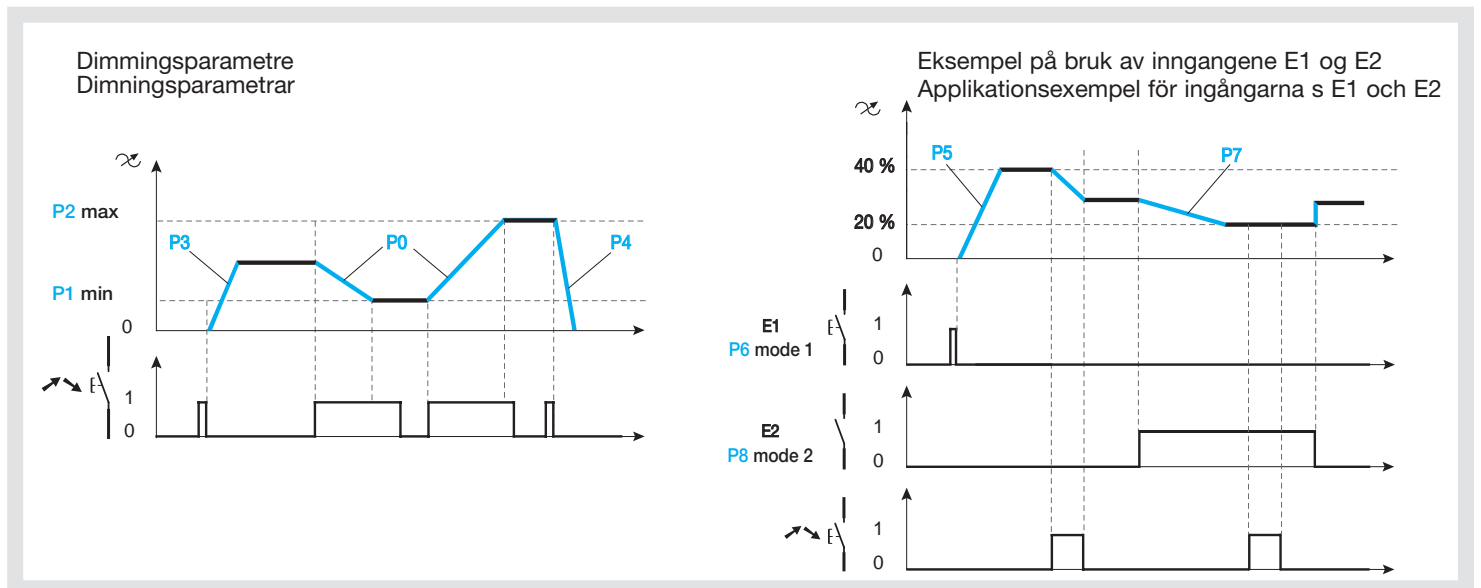 Dimmingsparametre
Dimningsparametrar
P2 max
P3
P0
P4
P1 min
0
1
0
Eksempel på bruk av inngangene E1 og E2
Applikationsexempel för ingångarna s E1 och E2
P5
P7
40 %
20 %
0
E1
P6 mode 1
1
0
E2
P8 mode 2
1
0
1
0